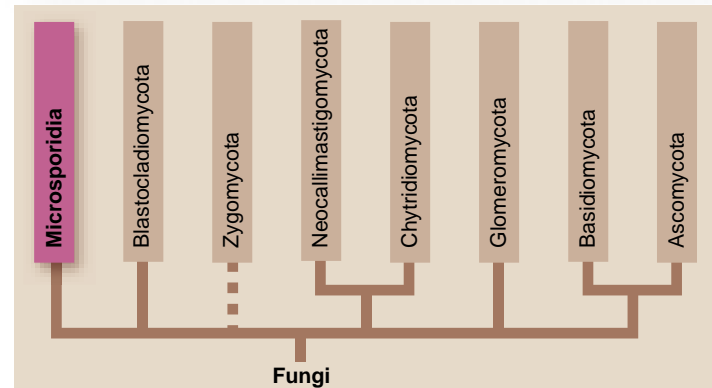 Microsporidia
Blastocladiomycota
Zygomycota
Neocallimastigomycota
Chytridiomycota
Glomeromycota
Basidiomycota
Ascomycota
Fungi